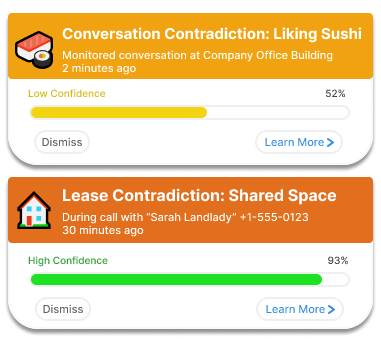 Conversation Contradiction: Liking Sushi
Monitored conversation at Company Office Building
2 minutes ago
Low Confidence 52%
Dismiss Learn More
Lease Contradiction: Shared Space
During call with “Sarah Landlady” +1-555-0123
30 minutes ago
High Confidence 93%
Dismiss Learn More